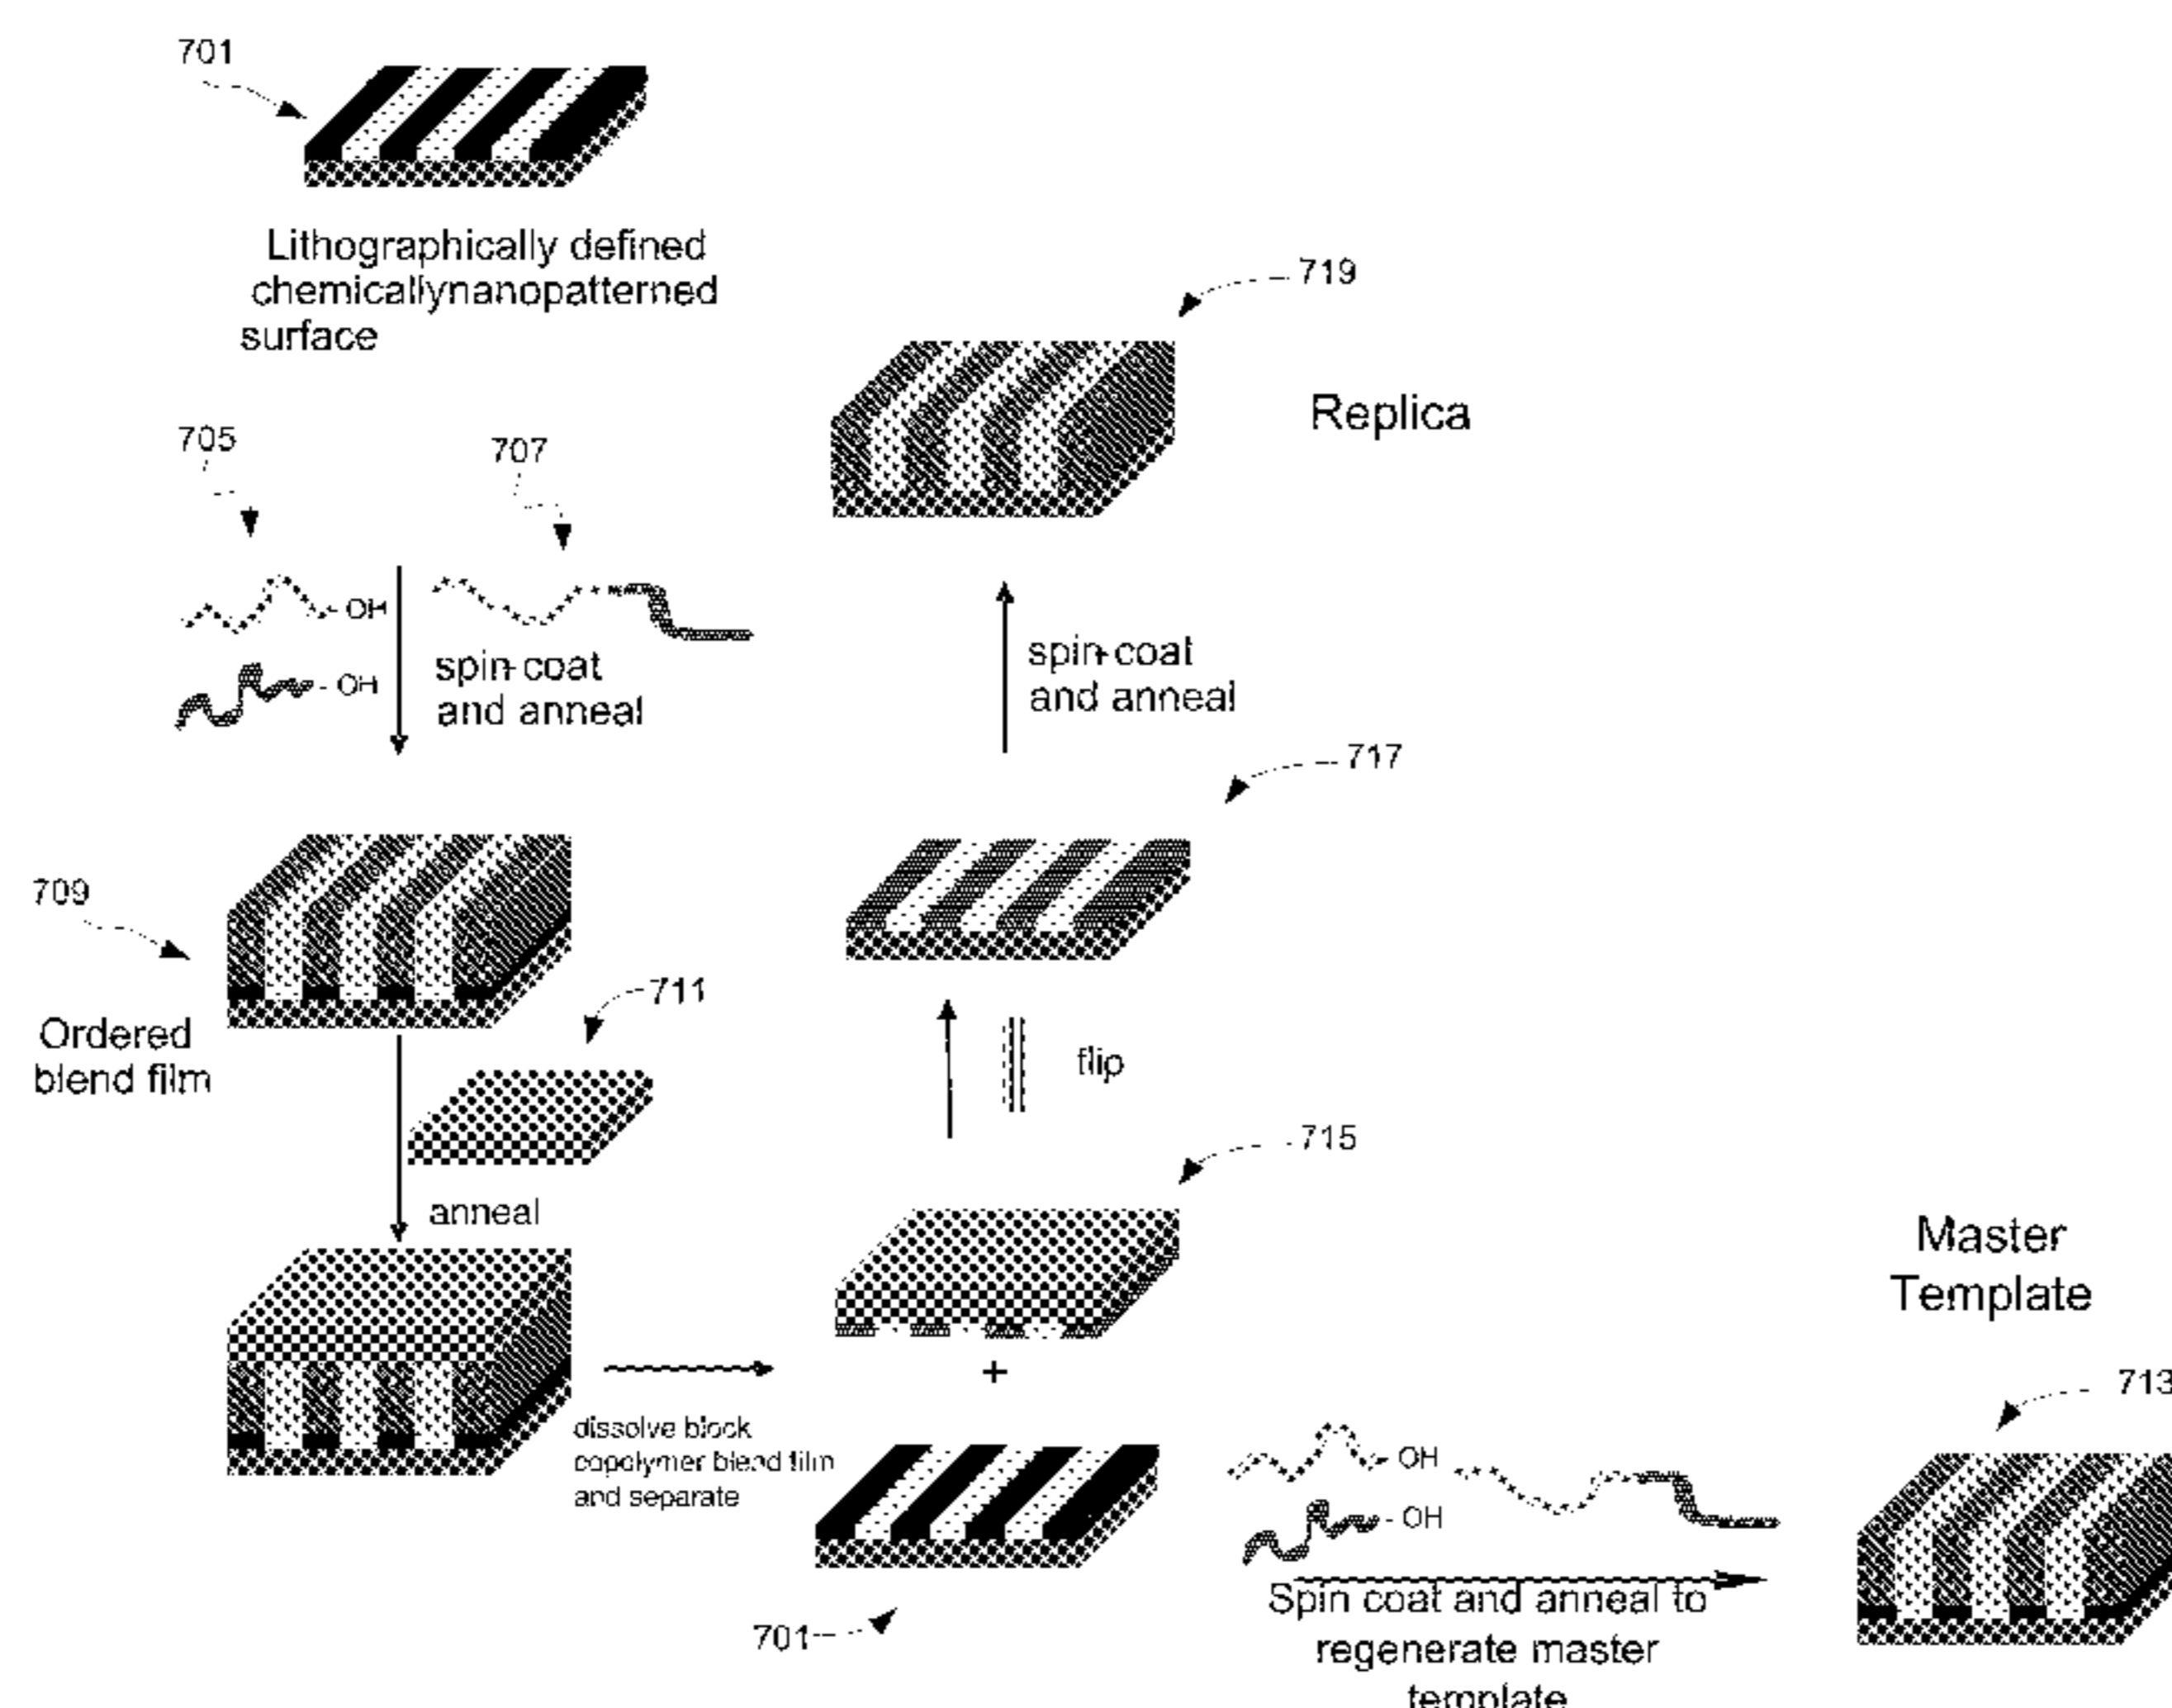 701
Lithographically defined
chemicallynanopatterned
surface
719
Replica
705
707
OH
OH
spin-coat
and anneal
spin-coat
and anneal
717
709
Ordered
blend film
711
flip
anneal
715
Master
Template
+
713
dissolve block
copolymer blend film
and separate
OH
OH
701
Spin coat and anneal to
regenerate master
template